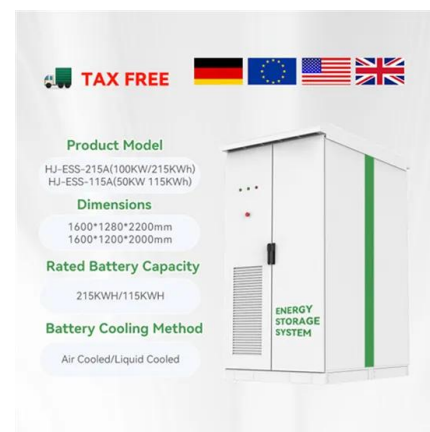 TAX FREE
Product Model
HJ-ESS-215A(100KW/215KWh)
HJ-ESS-115A(50KW 115KWh)
Dimensions
1600*1280*2200mm
1600*1200*2000mm
Rated Battery Capacity
215KWH/115KWH
Battery Cooling Method
Air Cooled/Liquid Cooled
ENERGY
STORAGE
SYSTEM